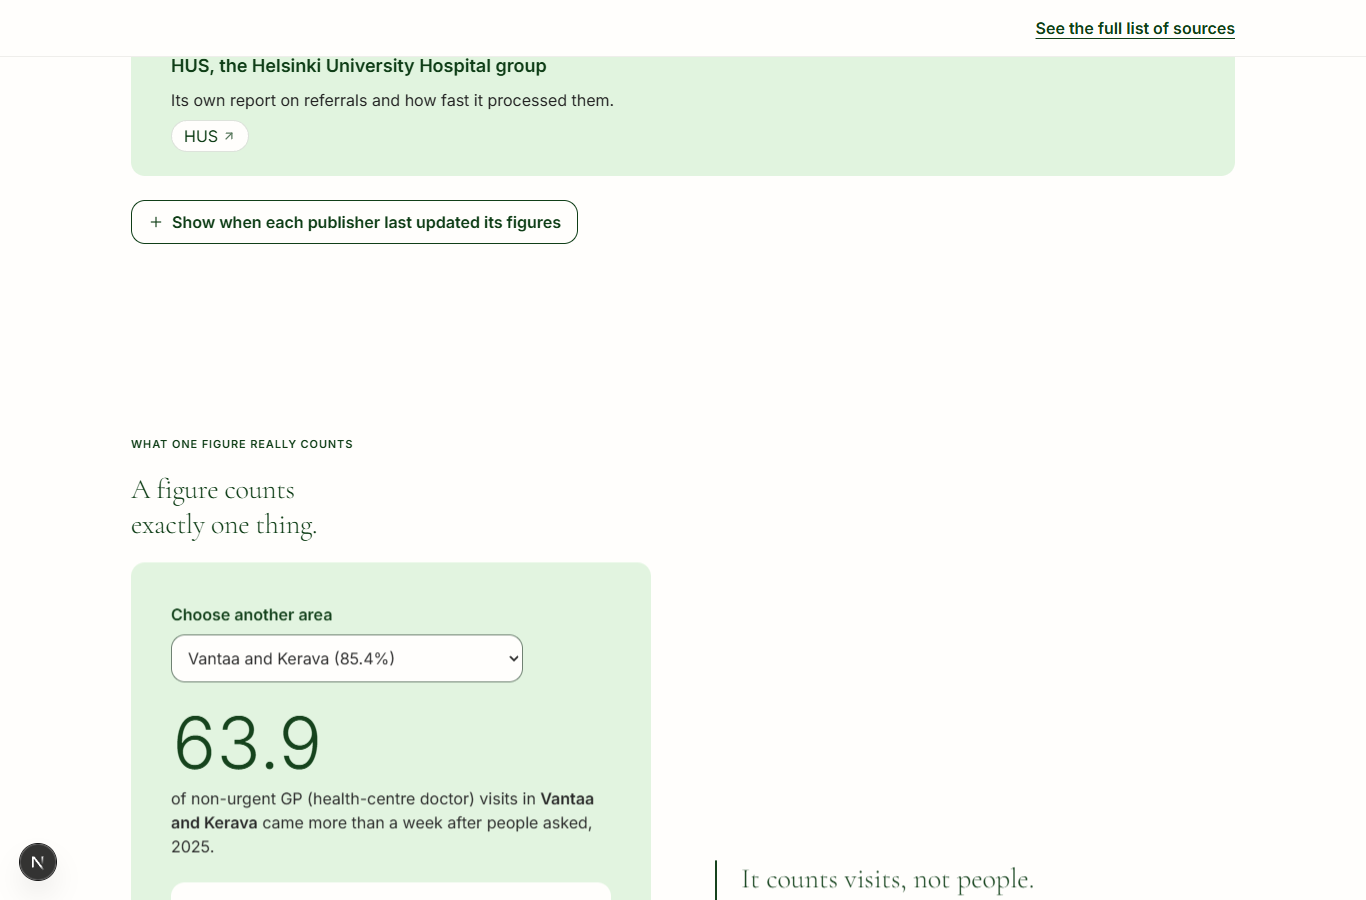 See the full list of sources
HUS, the Helsinki University Hospital group
Its own report on referrals and how fast it processed them.
HUS ↗
+ Show when each publisher last updated its figures
WHAT ONE FIGURE REALLY COUNTS
A figure counts
exactly one thing.
Choose another area
Vantaa and Kerava (85.4%)
63.9
of non-urgent GP (health-centre doctor) visits in Vantaa
and Kerava came more than a week after people asked,
2025.
It counts visits, not people.
N